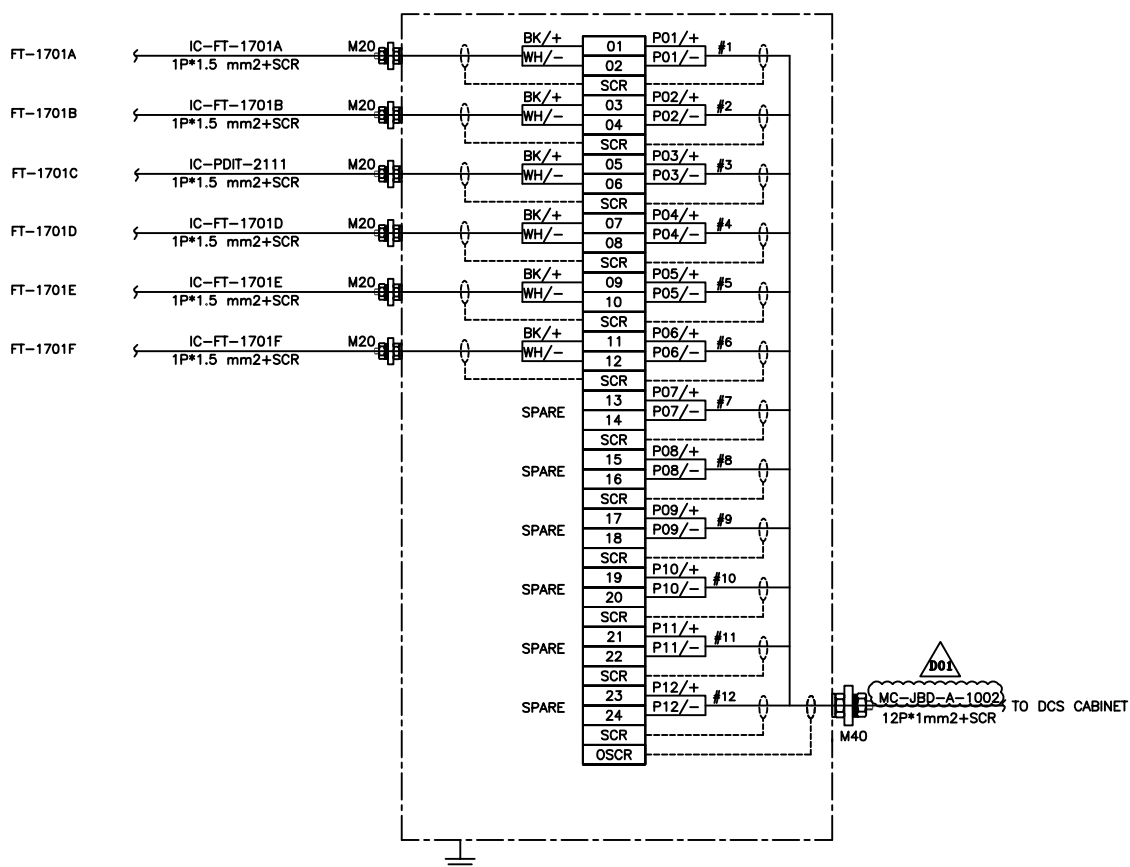 FT-1701A IC-FT-1701A M20 BK/+ 01 P01/+ #1
1P*1.5 mm2+SCR WH/- 02 P01/-
SCR
FT-1701B IC-FT-1701B M20 BK/+ 03 P02/+ #2
1P*1.5 mm2+SCR WH/- 04 P02/-
SCR
FT-1701C IC-PDIT-2111 M20 BK/+ 05 P03/+ #3
1P*1.5 mm2+SCR WH/- 06 P03/-
SCR
FT-1701D IC-FT-1701D M20 BK/+ 07 P04/+ #4
1P*1.5 mm2+SCR WH/- 08 P04/-
SCR
FT-1701E IC-FT-1701E M20 BK/+ 09 P05/+ #5
1P*1.5 mm2+SCR WH/- 10 P05/-
SCR
FT-1701F IC-FT-1701F M20 BK/+ 11 P06/+ #6
1P*1.5 mm2+SCR WH/- 12 P06/-
SCR
SPARE 13 P07/+ #7
14 P07/-
SCR
SPARE 15 P08/+ #8
16 P08/-
SCR
SPARE 17 P09/+ #9
18 P09/-
SCR
SPARE 19 P10/+ #10
20 P10/-
SCR
SPARE 21 P11/+ #11
22 P11/-
SCR
D01
SPARE 23 P12/+ #12
24 P12/-
SCR
OSCR
M40
MC-JBD-A-1002 TO DCS CABINET
12P*1mm2+SCR